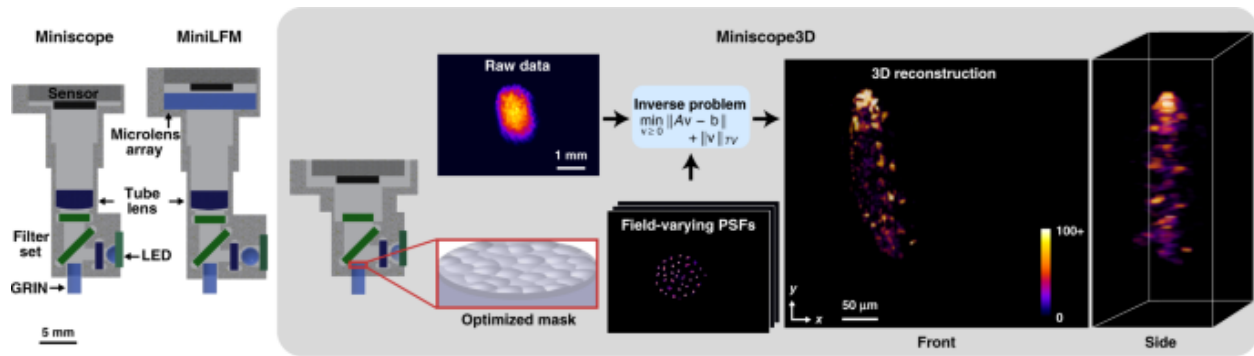 Miniscope
MiniLFM
Sensor
Microlens
array
Tube
lens
Filter
set
LED
GRIN
5 mm
Miniscope3D
Raw data
1 mm
Inverse problem
min ‖Av − b‖
v ≥ 0
+ ‖v‖TV
Field-varying PSFs
Optimized mask
3D reconstruction
100+
0
y
x
50 µm
Front
Side